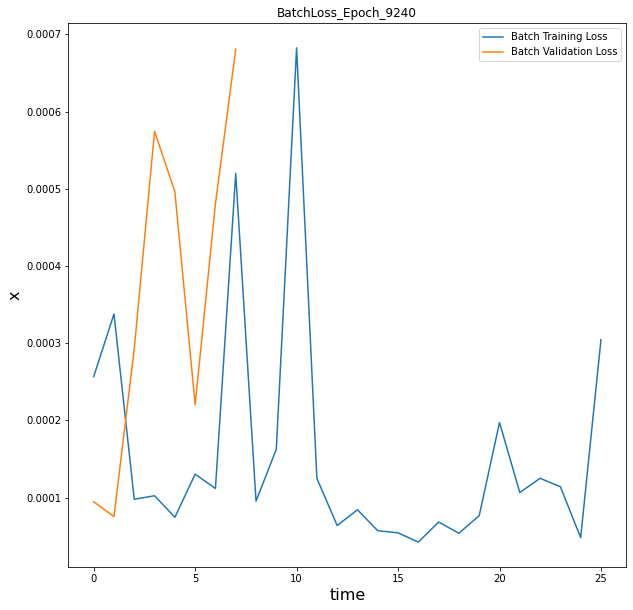 BatchLoss_Epoch_9240
Batch Training Loss
Batch Validation Loss
0.0007
0.0006
0.0005
0.0004
0.0003
0.0002
0.0001
x
0 5 10 15 20 25
time